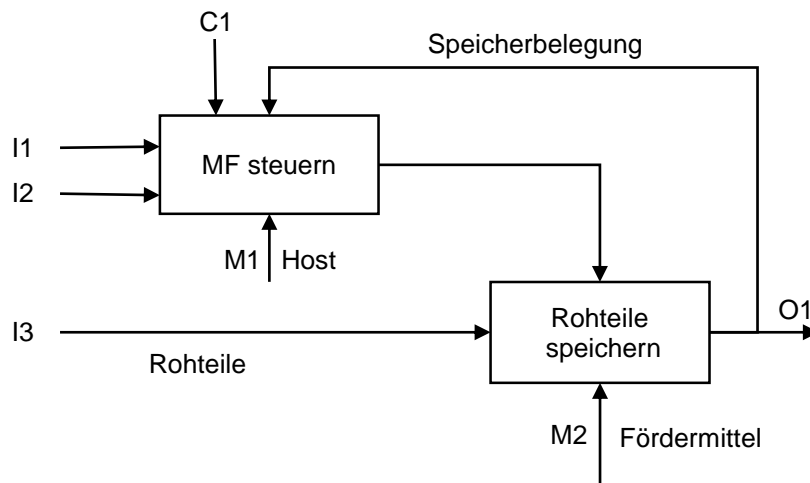 C1
Speicherbelegung
I1
MF steuern
I2
M1 Host
I3
Rohteile
speichern
O1
Rohteile
M2 Fördermittel